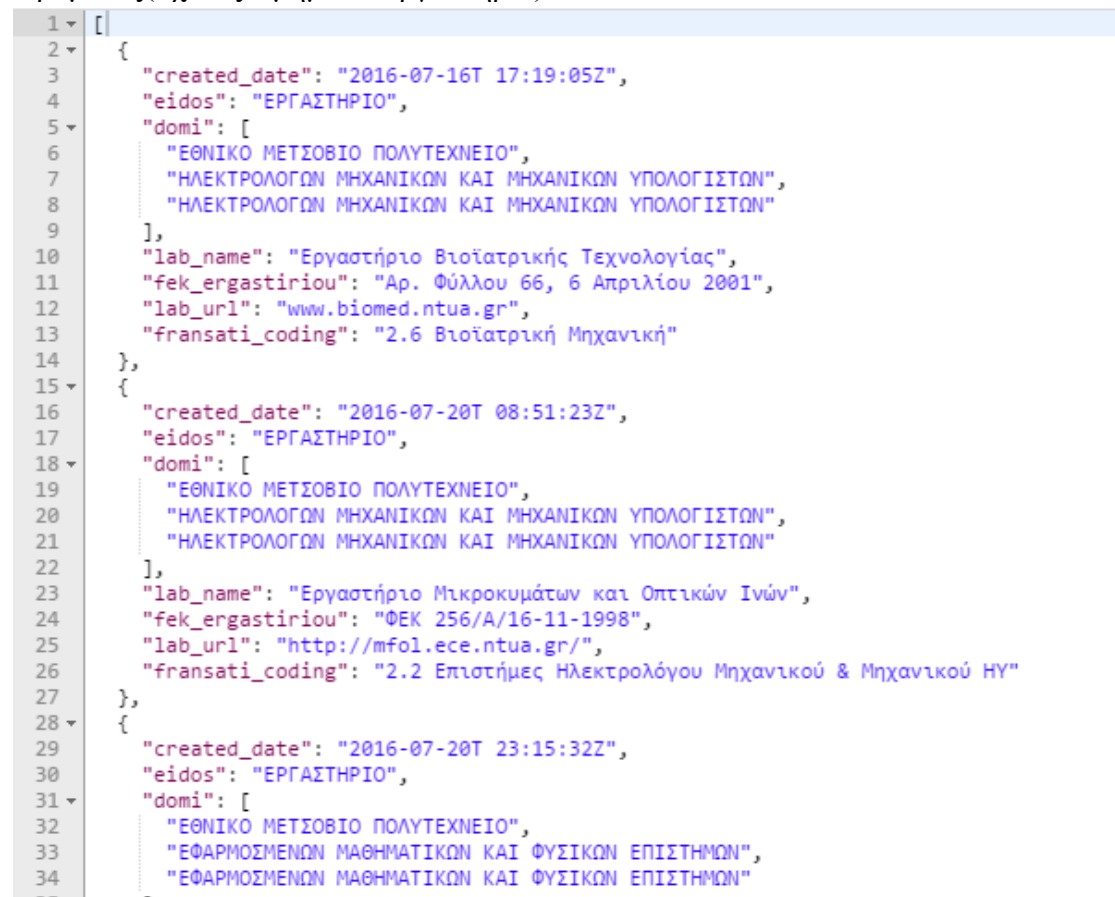 1 [
2 {
3 "created_date": "2016-07-16T 17:19:05Z",
4 "eidos": "ΕΡΓΑΣΤΗΡΙΟ",
5 "domi": [
6 "ΕΘΝΙΚΟ ΜΕΤΣΟΒΙΟ ΠΟΛΥΤΕΧΝΕΙΟ",
7 "ΗΛΕΚΤΡΟΛΟΓΩΝ ΜΗΧΑΝΙΚΩΝ ΚΑΙ ΜΗΧΑΝΙΚΩΝ ΥΠΟΛΟΓΙΣΤΩΝ",
8 "ΗΛΕΚΤΡΟΛΟΓΩΝ ΜΗΧΑΝΙΚΩΝ ΚΑΙ ΜΗΧΑΝΙΚΩΝ ΥΠΟΛΟΓΙΣΤΩΝ"
9 ],
10 "lab_name": "Εργαστήριο Βιοϊατρικής Τεχνολογίας",
11 "fek_ergastiriou": "Αρ. Φύλλου 66, 6 Απριλίου 2001",
12 "lab_url": "www.biomed.ntua.gr",
13 "fransati_coding": "2.6 Βιοϊατρική Μηχανική"
14 },
15 {
16 "created_date": "2016-07-20T 08:51:23Z",
17 "eidos": "ΕΡΓΑΣΤΗΡΙΟ",
18 "domi": [
19 "ΕΘΝΙΚΟ ΜΕΤΣΟΒΙΟ ΠΟΛΥΤΕΧΝΕΙΟ",
20 "ΗΛΕΚΤΡΟΛΟΓΩΝ ΜΗΧΑΝΙΚΩΝ ΚΑΙ ΜΗΧΑΝΙΚΩΝ ΥΠΟΛΟΓΙΣΤΩΝ",
21 "ΗΛΕΚΤΡΟΛΟΓΩΝ ΜΗΧΑΝΙΚΩΝ ΚΑΙ ΜΗΧΑΝΙΚΩΝ ΥΠΟΛΟΓΙΣΤΩΝ"
22 ],
23 "lab_name": "Εργαστήριο Μικροκυμάτων και Οπτικών Ινών",
24 "fek_ergastiriou": "ΦΕΚ 256/Α/16-11-1998",
25 "lab_url": "http://mfol.ece.ntua.gr/",
26 "fransati_coding": "2.2 Επιστήμες Ηλεκτρολόγου Μηχανικού & Μηχανικού ΗΥ"
27 },
28 {
29 "created_date": "2016-07-20T 23:15:32Z",
30 "eidos": "ΕΡΓΑΣΤΗΡΙΟ",
31 "domi": [
32 "ΕΘΝΙΚΟ ΜΕΤΣΟΒΙΟ ΠΟΛΥΤΕΧΝΕΙΟ",
33 "ΕΦΑΡΜΟΣΜΕΝΩΝ ΜΑΘΗΜΑΤΙΚΩΝ ΚΑΙ ΦΥΣΙΚΩΝ ΕΠΙΣΤΗΜΩΝ",
34 "ΕΦΑΡΜΟΣΜΕΝΩΝ ΜΑΘΗΜΑΤΙΚΩΝ ΚΑΙ ΦΥΣΙΚΩΝ ΕΠΙΣΤΗΜΩΝ"